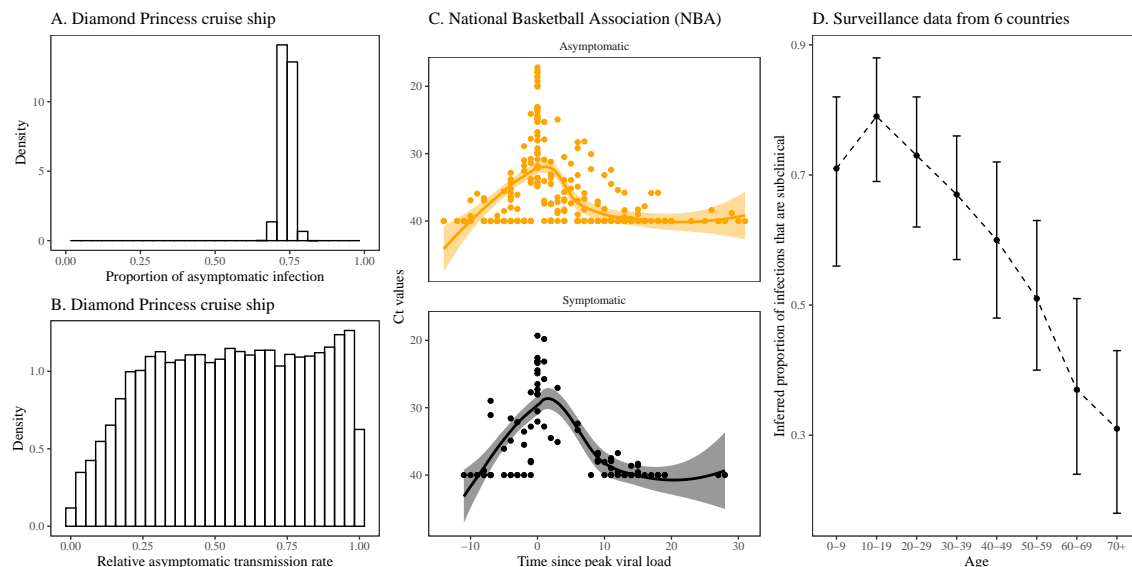 A. Diamond Princess cruise ship
Density
10
5
0
0.00 0.25 0.50 0.75 1.00
Proportion of asymptomatic infection
B. Diamond Princess cruise ship
Density
1.0
0.5
0.0
0.00 0.25 0.50 0.75 1.00
Relative asymptomatic transmission rate
C. National Basketball Association (NBA)
Asymptomatic
Ct values
20
30
40
Symptomatic
20
30
40
−10 0 10 20 30
Time since peak viral load
D. Surveillance data from 6 countries
Inferred proportion of infections that are subclinical
0.9
0.7
0.5
0.3
0−9 10−19 20−29 30−39 40−49 50−59 60−69 70+
Age